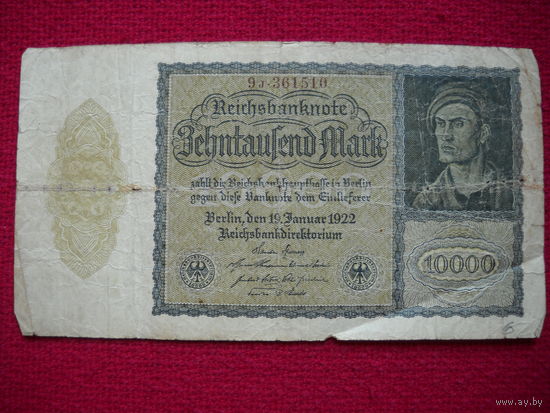 9J·361510
Reichsbanknote
Zehntausend Mark
zahlt die Reichsbankhauptkasse in Berlin
gegen diese Banknote dem Einlieferer
Berlin, den 19. Januar 1922
Reichsbankdirektorium
10000
6
www.ay.by